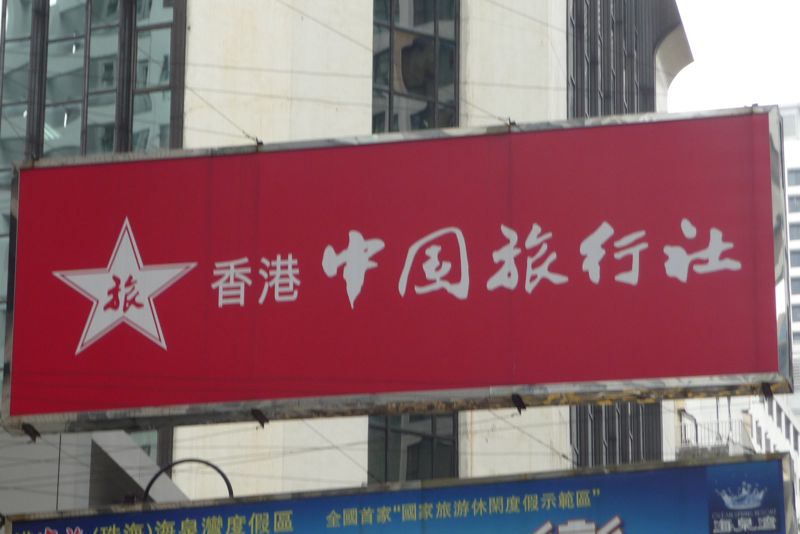 旅 香港 中国旅行社
(珠海)海泉灣度假區
全國首家"國家旅游休閑度假示範區"
海泉湾